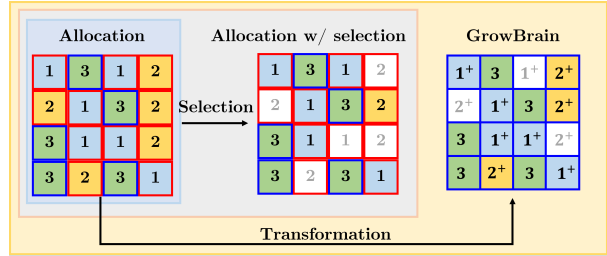 Allocation
Allocation w/ selection
GrowBrain
1 3 1 2
2 1 3 2
3 1 1 2
3 2 3 1
Selection
1 3 1 2
2 1 3 2
3 1 1 2
3 2 3 1
1+ 3 1+ 2+
2+ 1+ 3 2+
3 1+ 1+ 2+
3 2+ 3 1+
Transformation